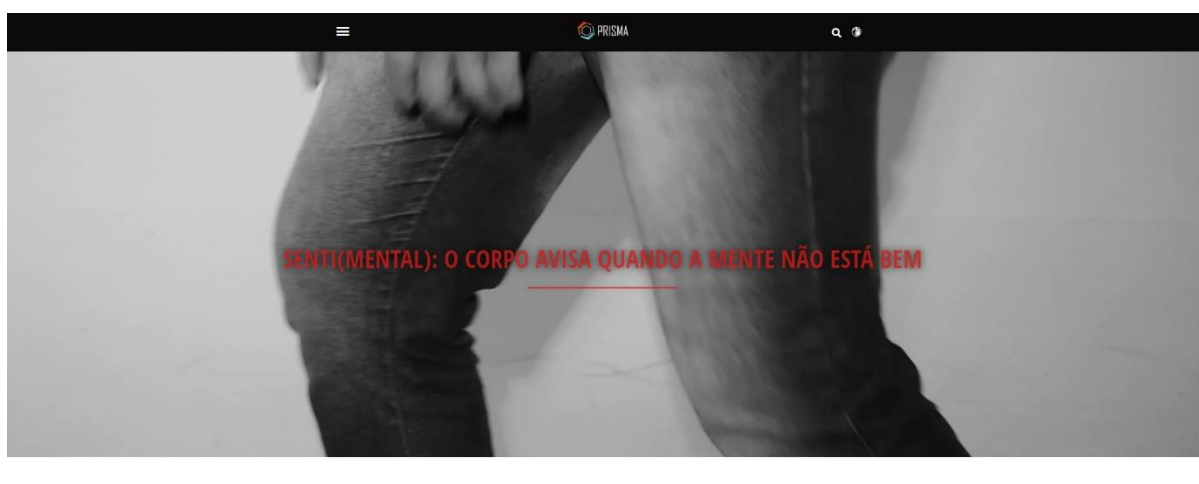 PRISMA
SENTI(MENTAL): O CORPO AVISA QUANDO A MENTE NÃO ESTÁ BEM